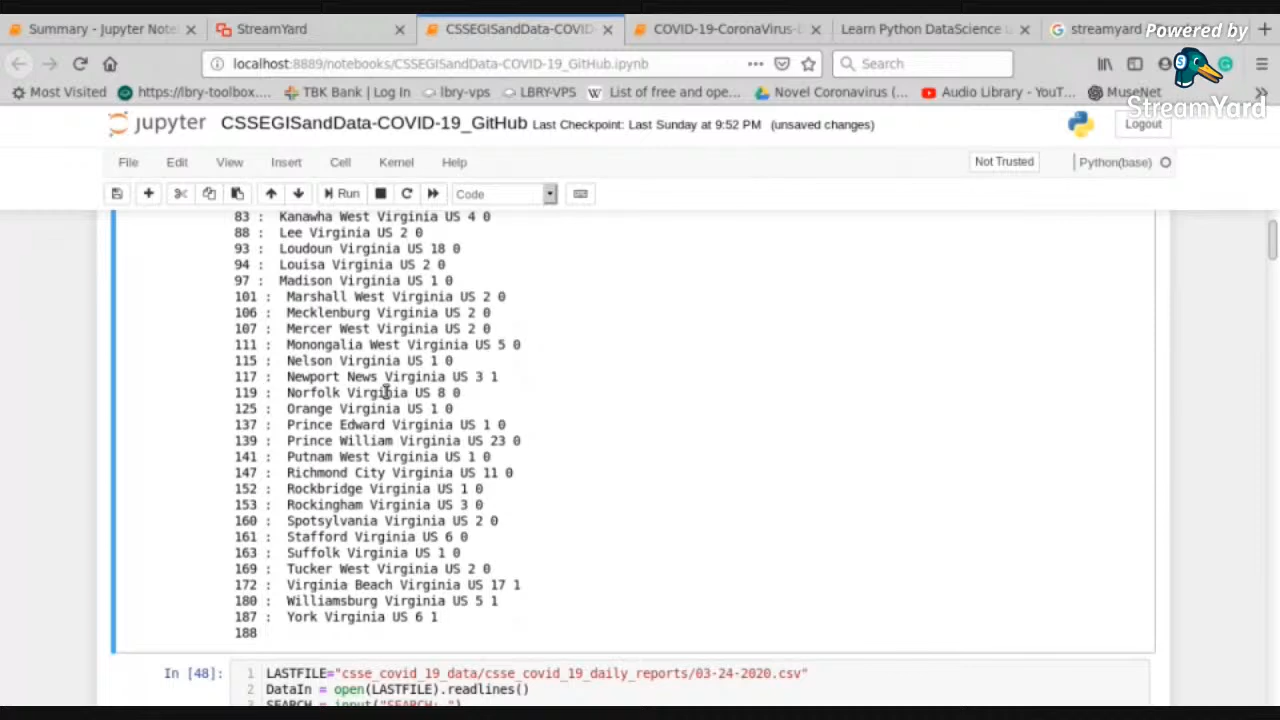 Summary - Jupyter Note StreamYard CSSEGISandData-COVID COVID-19-CoronaVirus- Learn Python DataScience streamyard
Powered by
StreamYard
localhost:8889/notebooks/CSSEGISandData-COVID-19_GitHub.ipynb Search
Most Visited https://lbry-toolbox.... TBK Bank | Log In lbry-vps LBRY-VPS List of free and ope... Novel Coronavirus (... Audio Library - YouT... MuseNet
jupyter CSSEGISandData-COVID-19_GitHub Last Checkpoint: Last Sunday at 9:52 PM (unsaved changes) Logout
File Edit View Insert Cell Kernel Help Not Trusted Python(base)
Run Code
83 : Kanawha West Virginia US 4 0
88 : Lee Virginia US 2 0
93 : Loudoun Virginia US 18 0
94 : Louisa Virginia US 2 0
97 : Madison Virginia US 1 0
101 : Marshall West Virginia US 2 0
106 : Mecklenburg Virginia US 2 0
107 : Mercer West Virginia US 2 0
111 : Monongalia West Virginia US 5 0
115 : Nelson Virginia US 1 0
117 : Newport News Virginia US 3 1
119 : Norfolk Virginia US 8 0
125 : Orange Virginia US 1 0
137 : Prince Edward Virginia US 1 0
139 : Prince William Virginia US 23 0
141 : Putnam West Virginia US 1 0
147 : Richmond City Virginia US 11 0
152 : Rockbridge Virginia US 1 0
153 : Rockingham Virginia US 3 0
160 : Spotsylvania Virginia US 2 0
161 : Stafford Virginia US 6 0
163 : Suffolk Virginia US 1 0
169 : Tucker West Virginia US 2 0
172 : Virginia Beach Virginia US 17 1
180 : Williamsburg Virginia US 5 1
187 : York Virginia US 6 1
188
In [48]: 1 LASTFILE="csse_covid_19_data/csse_covid_19_daily_reports/03-24-2020.csv"
2 DataIn = open(LASTFILE).readlines()
3 SEARCH = input("SEARCH: ")